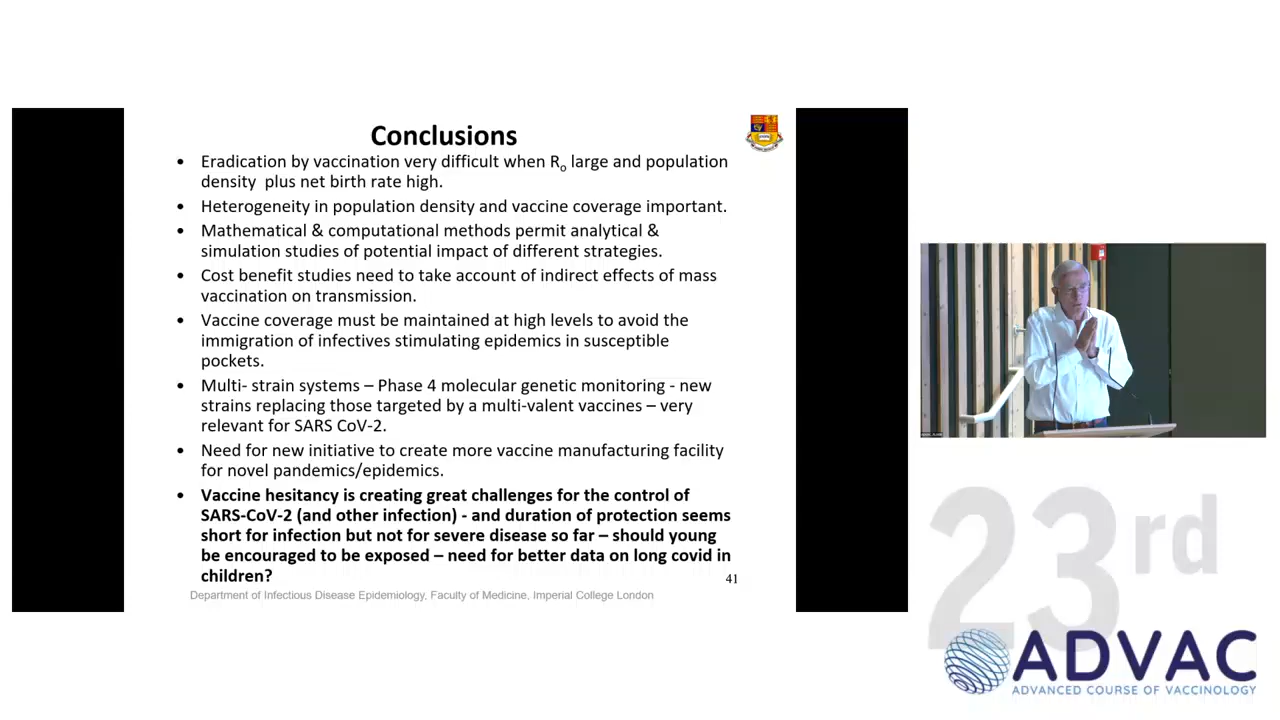 Conclusions
• Eradication by vaccination very difficult when Ro large and population
density plus net birth rate high.
• Heterogeneity in population density and vaccine coverage important.
• Mathematical & computational methods permit analytical &
simulation studies of potential impact of different strategies.
• Cost benefit studies need to take account of indirect effects of mass
vaccination on transmission.
• Vaccine coverage must be maintained at high levels to avoid the
immigration of infectives stimulating epidemics in susceptible
pockets.
• Multi- strain systems – Phase 4 molecular genetic monitoring - new
strains replacing those targeted by a multi-valent vaccines – very
relevant for SARS CoV-2.
• Need for new initiative to create more vaccine manufacturing facility
for novel pandemics/epidemics.
• Vaccine hesitancy is creating great challenges for the control of
SARS-CoV-2 (and other infection) - and duration of protection seems
short for infection but not for severe disease so far – should young
be encouraged to be exposed – need for better data on long covid in
children?
41
Department of Infectious Disease Epidemiology, Faculty of Medicine, Imperial College London
23rd
ADVAC
ADVANCED COURSE OF VACCINOLOGY